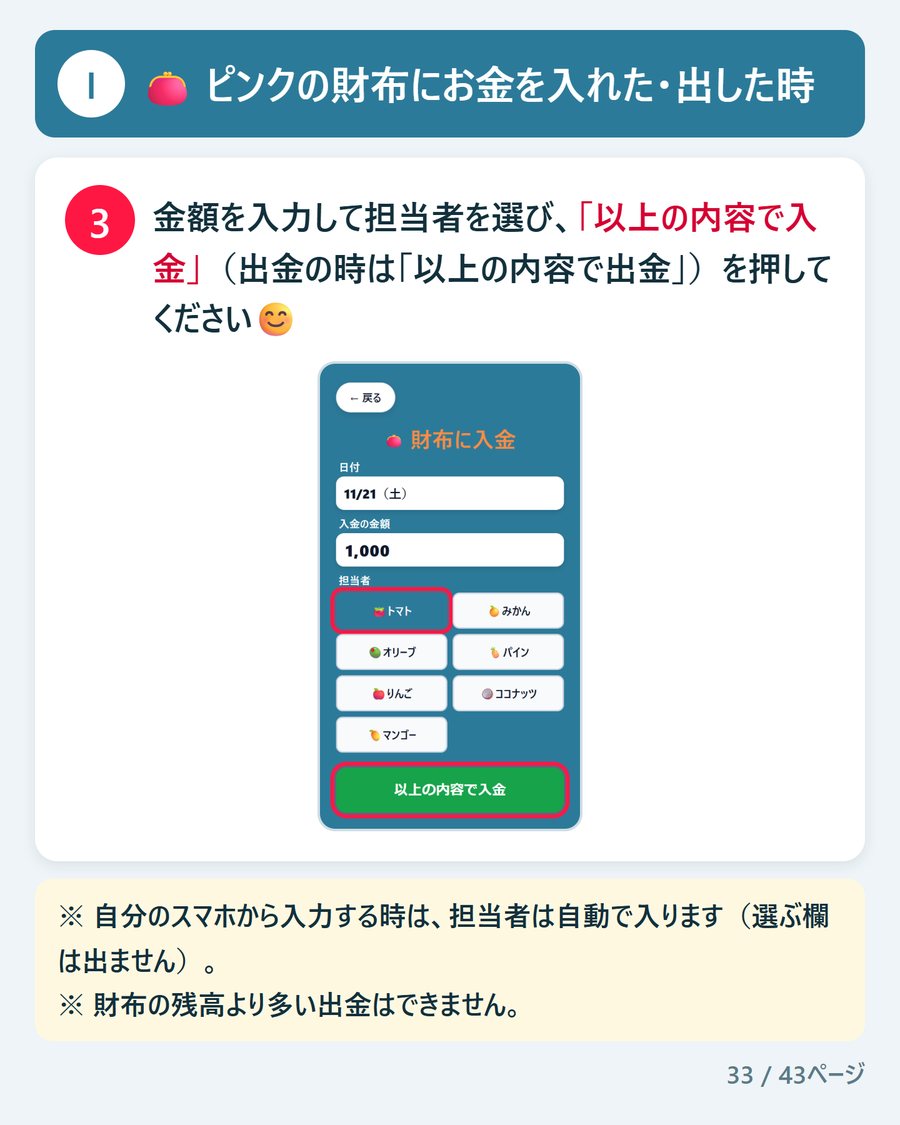 1 ピンクの財布にお金を入れた・出した時
3 金額を入力して担当者を選び、「以上の内容で入
金」（出金の時は「以上の内容で出金」）を押して
ください😊
← 戻る
財布に入金
日付
11/21（土）
入金の金額
1,000
担当者
トマト みかん
オリーブ パイン
りんご ココナッツ
マンゴー
以上の内容で入金
※ 自分のスマホから入力する時は、担当者は自動で入ります（選ぶ欄
は出ません）。
※ 財布の残高より多い出金はできません。
33 / 43ページ